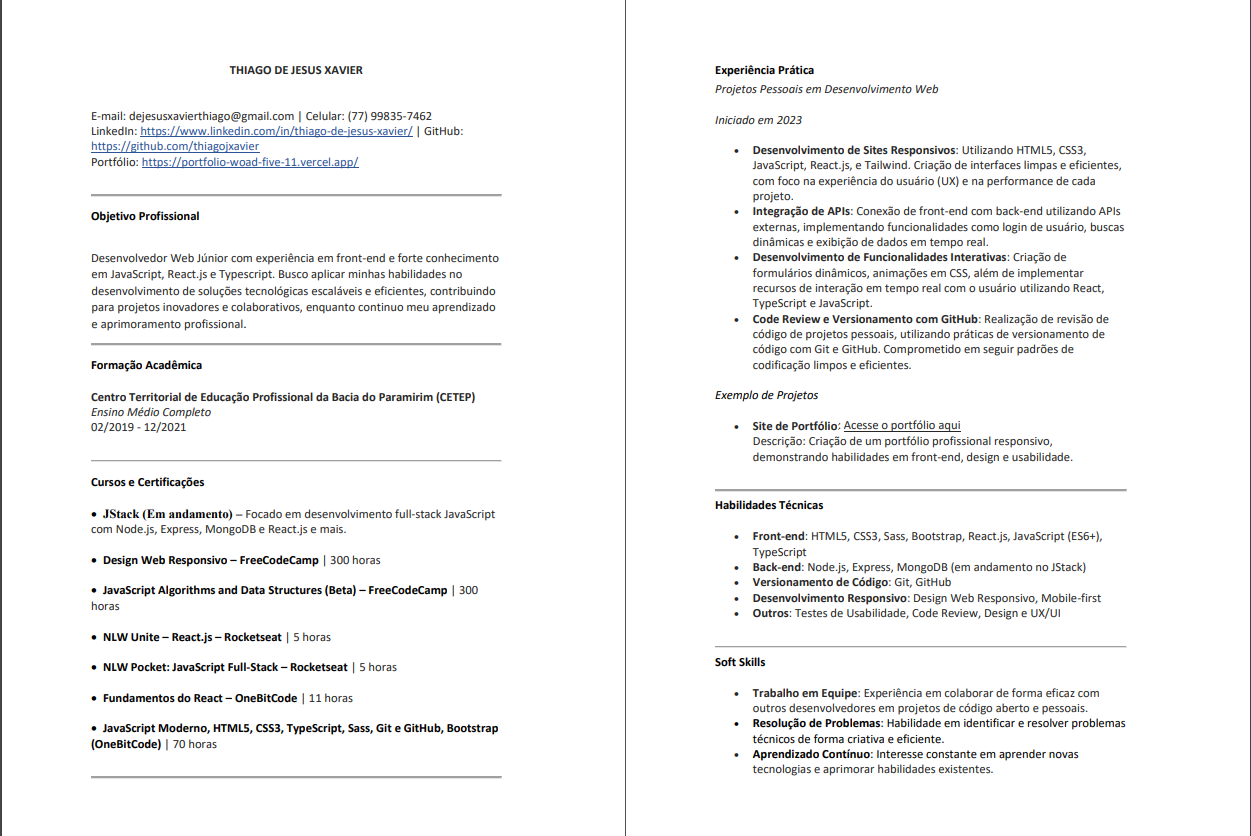 THIAGO DE JESUS XAVIER
E-mail: dejesusxavierthiago@gmail.com | Celular: (77) 99835-7462
LinkedIn: https://www.linkedin.com/in/thiago-de-jesus-xavier/ | GitHub:
https://github.com/thiagojxavier
Portfólio: https://portfolio-woad-five-11.vercel.app/
Objetivo Profissional
Desenvolvedor Web Júnior com experiência em front-end e forte conhecimento
em JavaScript, React.js e Typescript. Busco aplicar minhas habilidades no
desenvolvimento de soluções tecnológicas escaláveis e eficientes, contribuindo
para projetos inovadores e colaborativos, enquanto continuo meu aprendizado
e aprimoramento profissional.
Formação Acadêmica
Centro Territorial de Educação Profissional da Bacia do Paramirim (CETEP)
Ensino Médio Completo
02/2019 - 12/2021
Cursos e Certificações
• JStack (Em andamento) – Focado em desenvolvimento full-stack JavaScript
com Node.js, Express, MongoDB e React.js e mais.
• Design Web Responsivo – FreeCodeCamp | 300 horas
• JavaScript Algorithms and Data Structures (Beta) – FreeCodeCamp | 300
horas
• NLW Unite – React.js – Rocketseat | 5 horas
• NLW Pocket: JavaScript Full-Stack – Rocketseat | 5 horas
• Fundamentos do React – OneBitCode | 11 horas
• JavaScript Moderno, HTML5, CSS3, TypeScript, Sass, Git e GitHub, Bootstrap
(OneBitCode) | 70 horas
Experiência Prática
Projetos Pessoais em Desenvolvimento Web
Iniciado em 2023
• Desenvolvimento de Sites Responsivos: Utilizando HTML5, CSS3,
JavaScript, React.js, e Tailwind. Criação de interfaces limpas e eficientes,
com foco na experiência do usuário (UX) e na performance de cada
projeto.
• Integração de APIs: Conexão de front-end com back-end utilizando APIs
externas, implementando funcionalidades como login de usuário, buscas
dinâmicas e exibição de dados em tempo real.
• Desenvolvimento de Funcionalidades Interativas: Criação de
formulários dinâmicos, animações em CSS, além de implementar
recursos de interação em tempo real com o usuário utilizando React,
TypeScript e JavaScript.
• Code Review e Versionamento com GitHub: Realização de revisão de
código de projetos pessoais, utilizando práticas de versionamento de
código com Git e GitHub. Comprometido em seguir padrões de
codificação limpos e eficientes.
Exemplo de Projetos
• Site de Portfólio: Acesse o portfólio aqui
Descrição: Criação de um portfólio profissional responsivo,
demonstrando habilidades em front-end, design e usabilidade.
Habilidades Técnicas
• Front-end: HTML5, CSS3, Sass, Bootstrap, React.js, JavaScript (ES6+),
TypeScript
• Back-end: Node.js, Express, MongoDB (em andamento no JStack)
• Versionamento de Código: Git, GitHub
• Desenvolvimento Responsivo: Design Web Responsivo, Mobile-first
• Outros: Testes de Usabilidade, Code Review, Design e UX/UI
Soft Skills
• Trabalho em Equipe: Experiência em colaborar de forma eficaz com
outros desenvolvedores em projetos de código aberto e pessoais.
• Resolução de Problemas: Habilidade em identificar e resolver problemas
técnicos de forma criativa e eficiente.
• Aprendizado Contínuo: Interesse constante em aprender novas
tecnologias e aprimorar habilidades existentes.